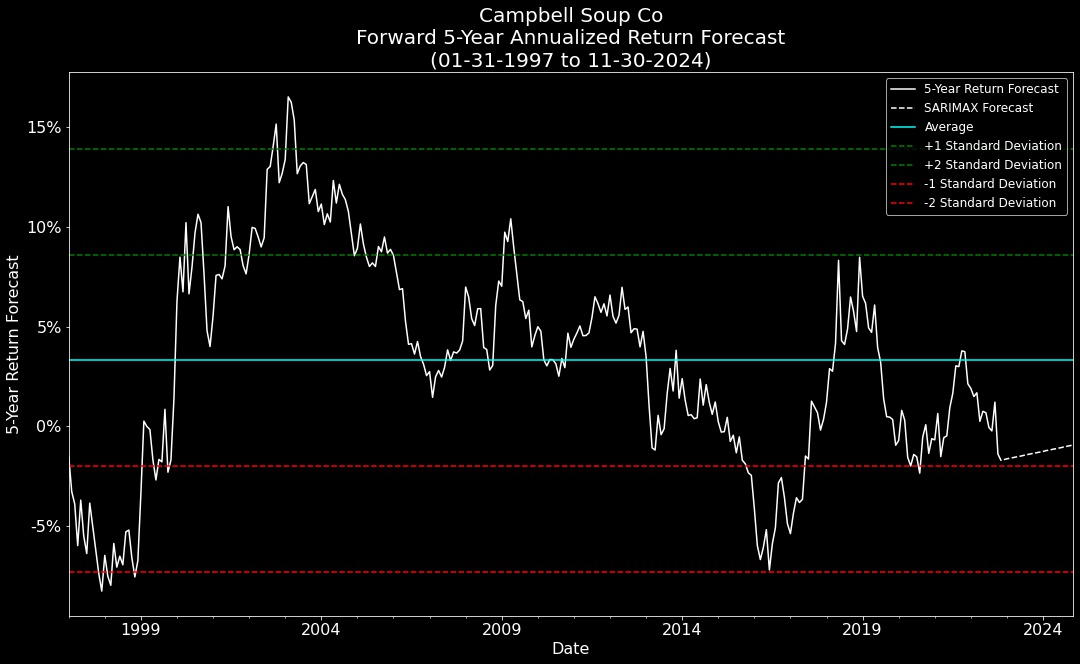 Campbell Soup Co
Forward 5-Year Annualized Return Forecast
(01-31-1997 to 11-30-2024)
5-Year Return Forecast
SARIMAX Forecast
Average
+1 Standard Deviation
+2 Standard Deviation
-1 Standard Deviation
-2 Standard Deviation
5-Year Return Forecast
15%
10%
5%
0%
-5%
1999 2004 2009 2014 2019 2024
Date